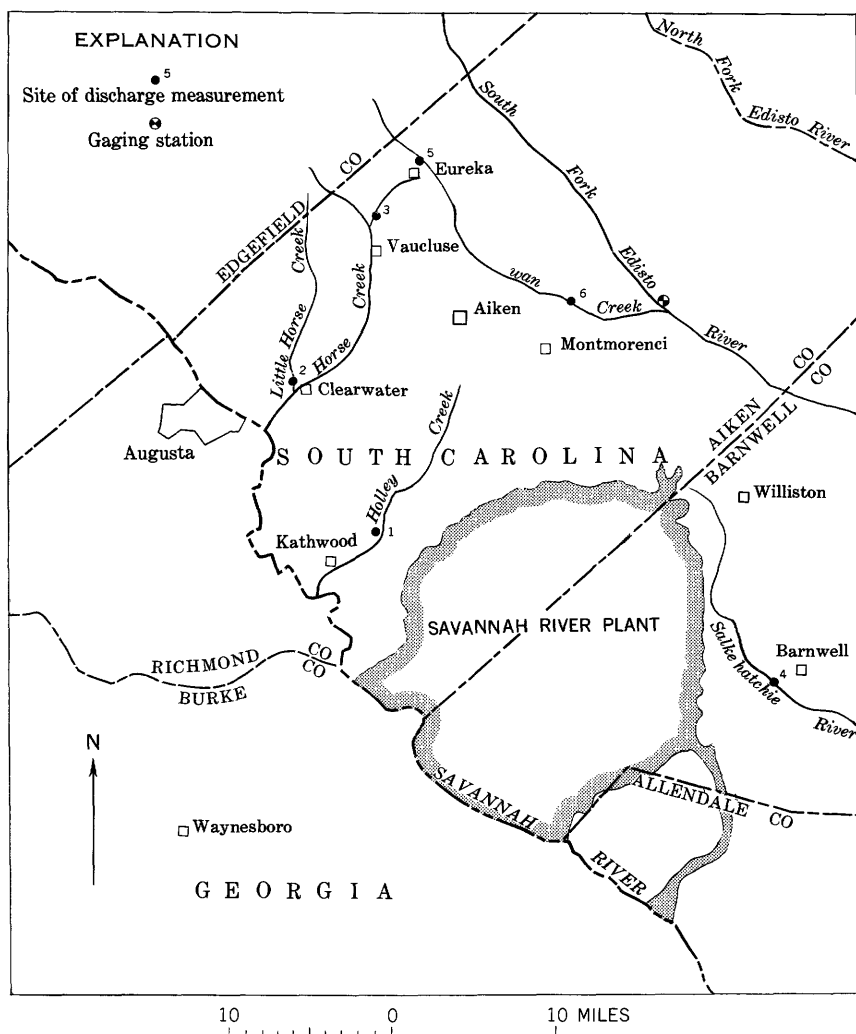 EXPLANATION
5
Site of discharge measurement
Gaging station
North Fork Edisto River
South Fork Edisto River
EDGEFIELD CO
5
Eureka
3
Vaucluse
Little Horse Creek
Horse Creek
wan Creek
6
Aiken
Montmorenci
2
Clearwater
AIKEN CO
BARNWELL CO
Augusta
SOUTH CAROLINA
Holley Creek
Williston
1
Kathwood
SAVANNAH RIVER PLANT
RICHMOND CO
BURKE CO
Salkehatchie River
Barnwell
4
N
SAVANNAH RIVER
ALLENDALE CO
Waynesboro
GEORGIA
10 0 10 MILES